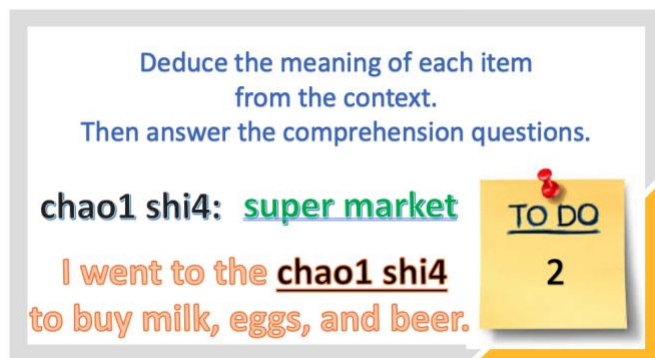 Deduce the meaning of each item
from the context.
Then answer the comprehension questions.
chao1 shi4: super market
I went to the chao1 shi4
to buy milk, eggs, and beer.
TO DO
2